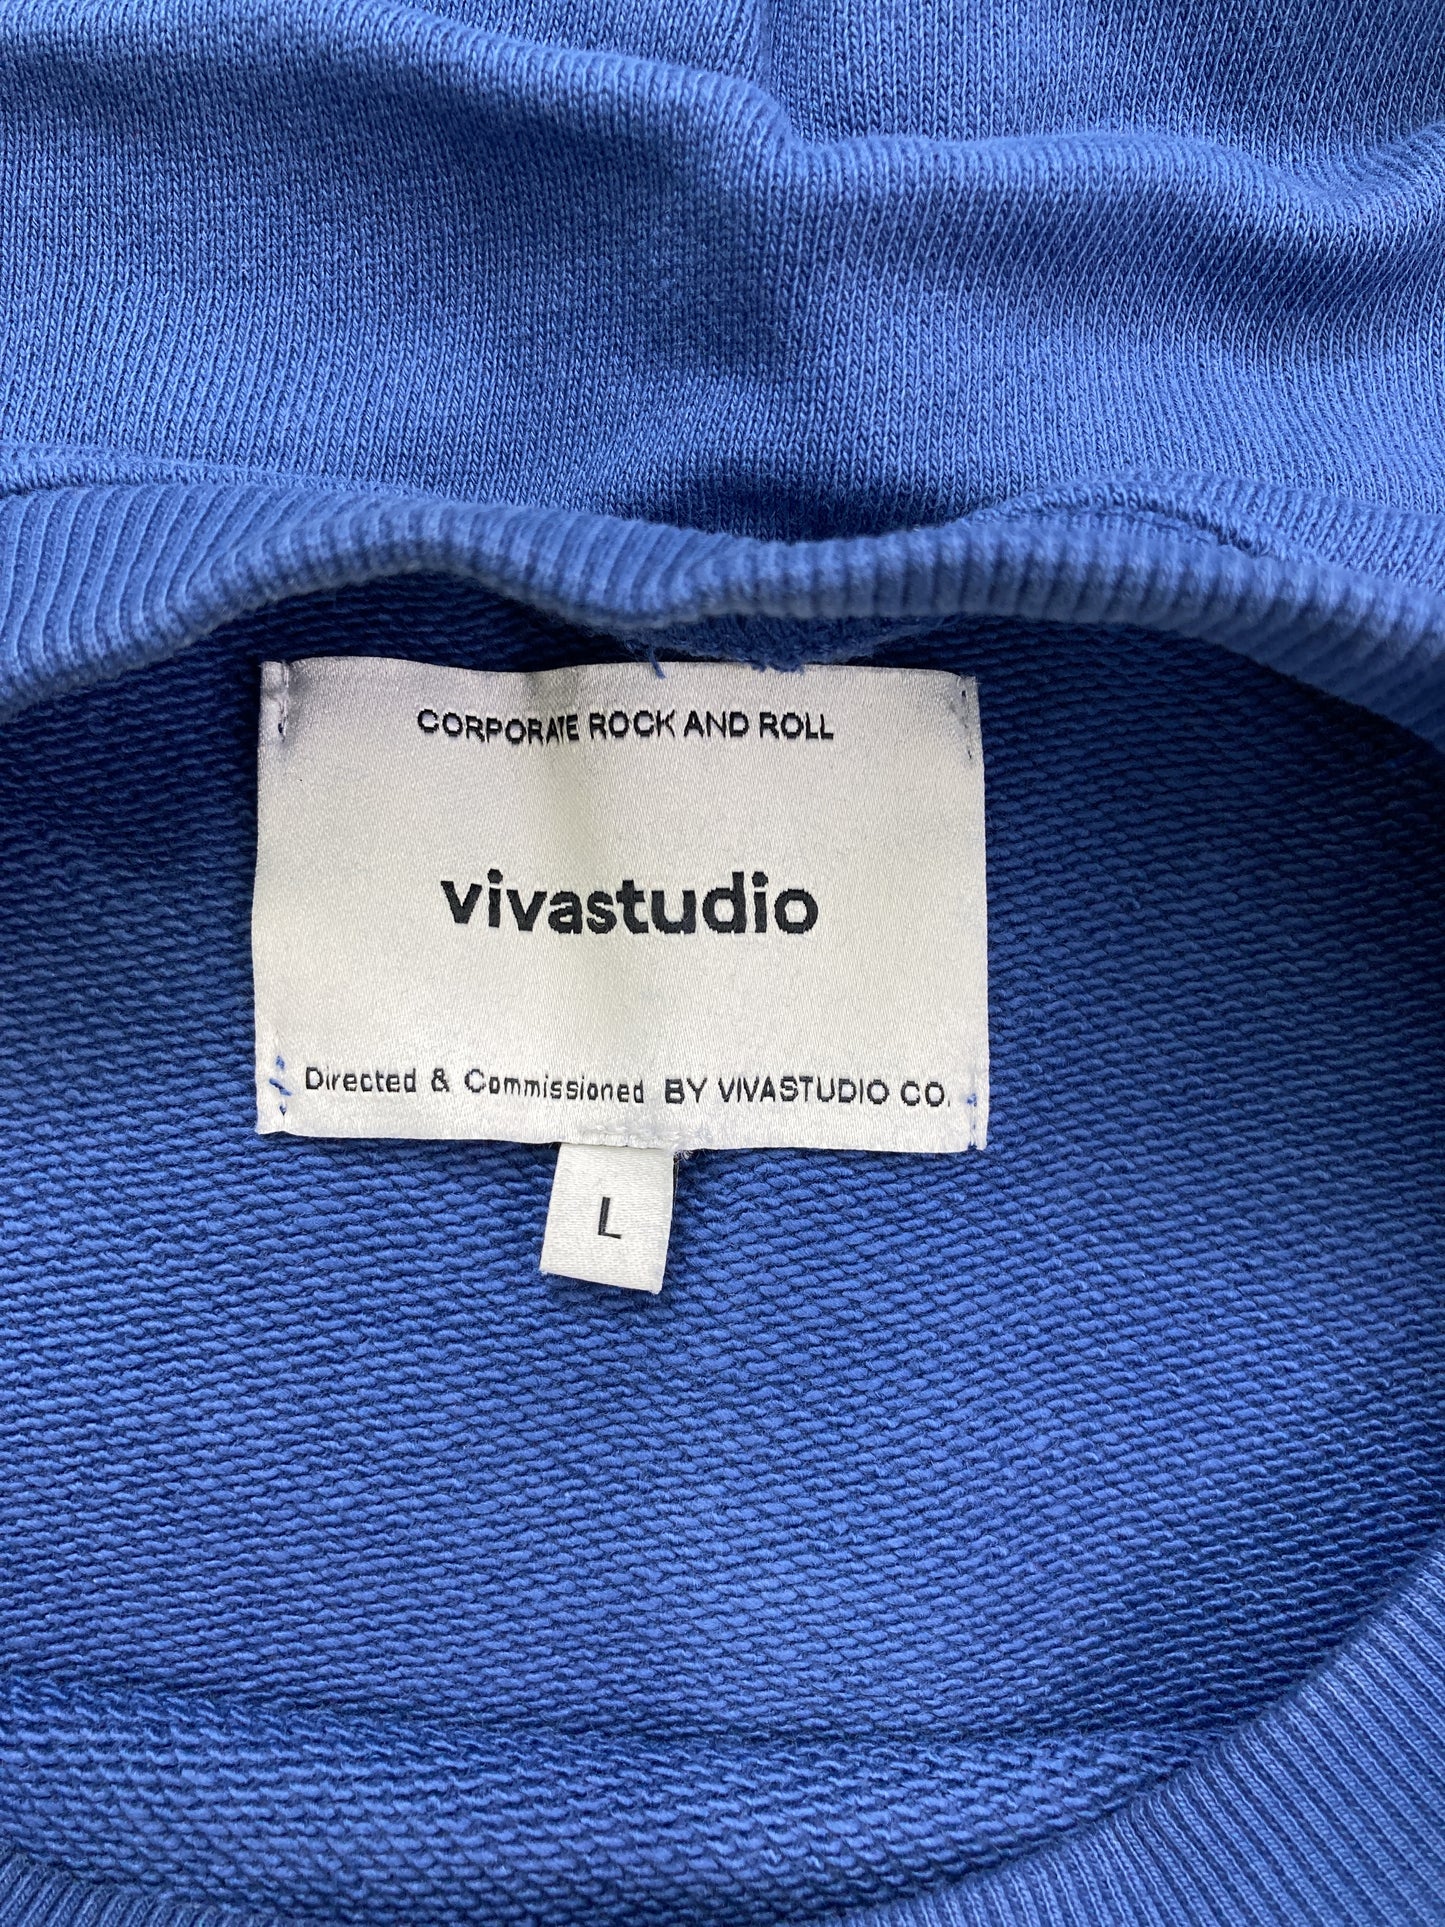 CORPORATE ROCK AND ROLL
vivastudio
Directed & Commissioned BY VIVASTUDIO CO.
L